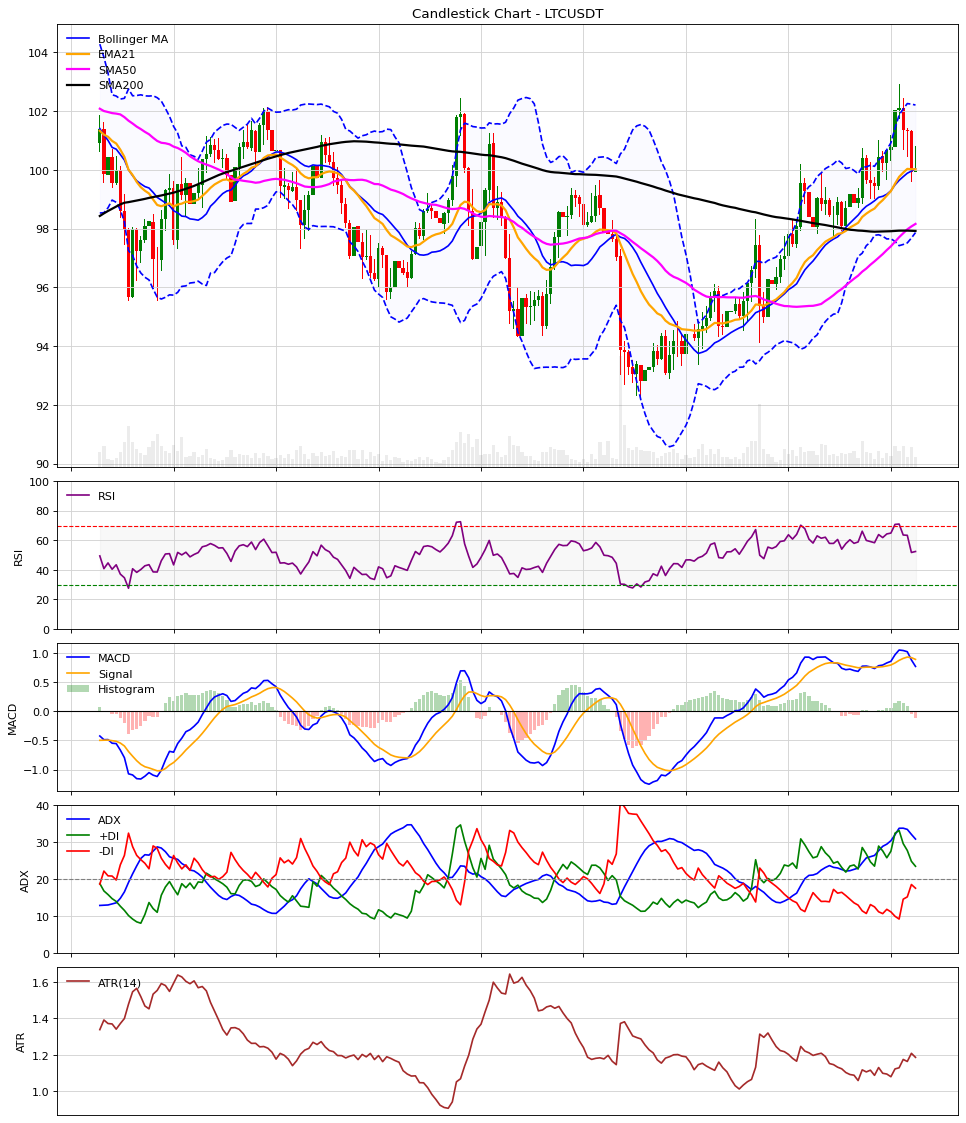 Candlestick Chart - LTCUSDT
Bollinger MA
EMA21
SMA50
SMA200
104
102
100
98
96
94
92
90
RSI
RSI
100
80
60
40
20
0
MACD
Signal
Histogram
MACD
1.0
0.5
0.0
−0.5
−1.0
ADX
+DI
-DI
ADX
40
30
20
10
0
ATR(14)
ATR
1.6
1.4
1.2
1.0